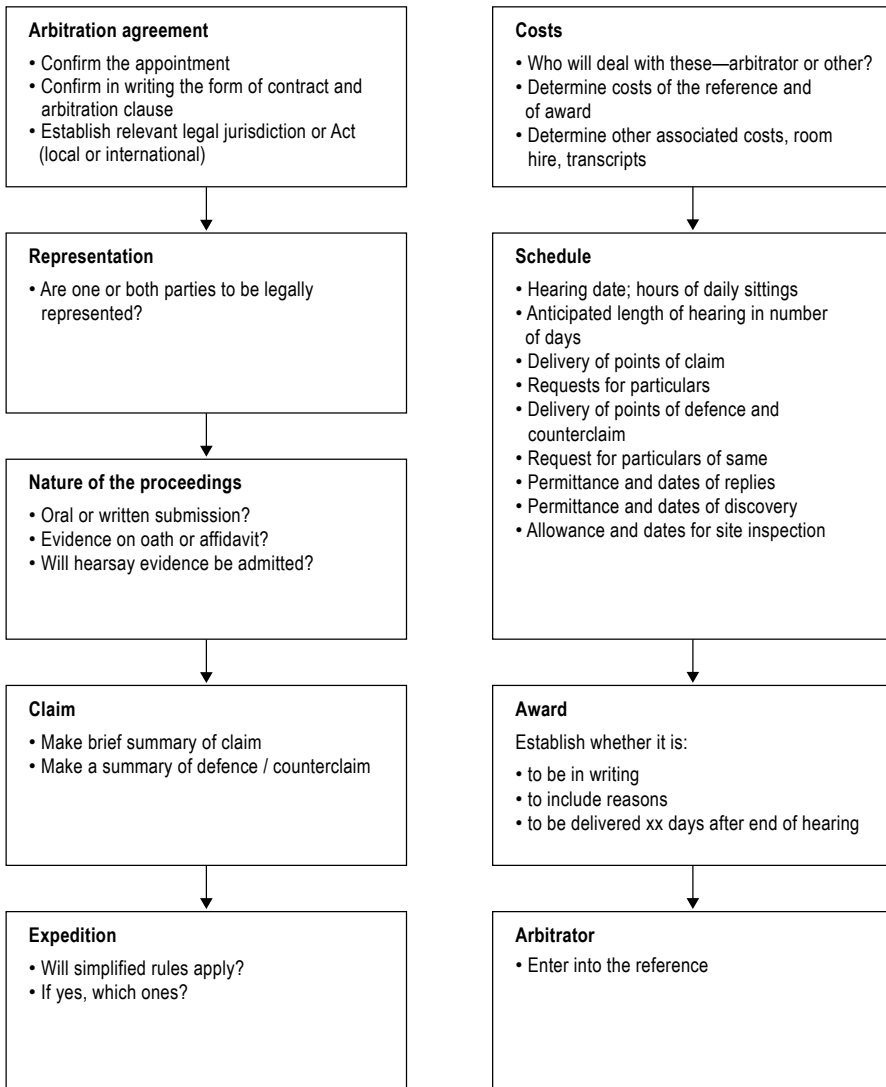 Arbitration agreement
• Confirm the appointment
• Confirm in writing the form of contract and
arbitration clause
• Establish relevant legal jurisdiction or Act
(local or international)
Representation
• Are one or both parties to be legally
represented?
Nature of the proceedings
• Oral or written submission?
• Evidence on oath or affidavit?
• Will hearsay evidence be admitted?
Claim
• Make brief summary of claim
• Make a summary of defence / counterclaim
Expedition
• Will simplified rules apply?
• If yes, which ones?
Costs
• Who will deal with these—arbitrator or other?
• Determine costs of the reference and
of award
• Determine other associated costs, room
hire, transcripts
Schedule
• Hearing date; hours of daily sittings
• Anticipated length of hearing in number
of days
• Delivery of points of claim
• Requests for particulars
• Delivery of points of defence and
counterclaim
• Request for particulars of same
• Permittance and dates of replies
• Permittance and dates of discovery
• Allowance and dates for site inspection
Award
Establish whether it is:
• to be in writing
• to include reasons
• to be delivered xx days after end of hearing
Arbitrator
• Enter into the reference